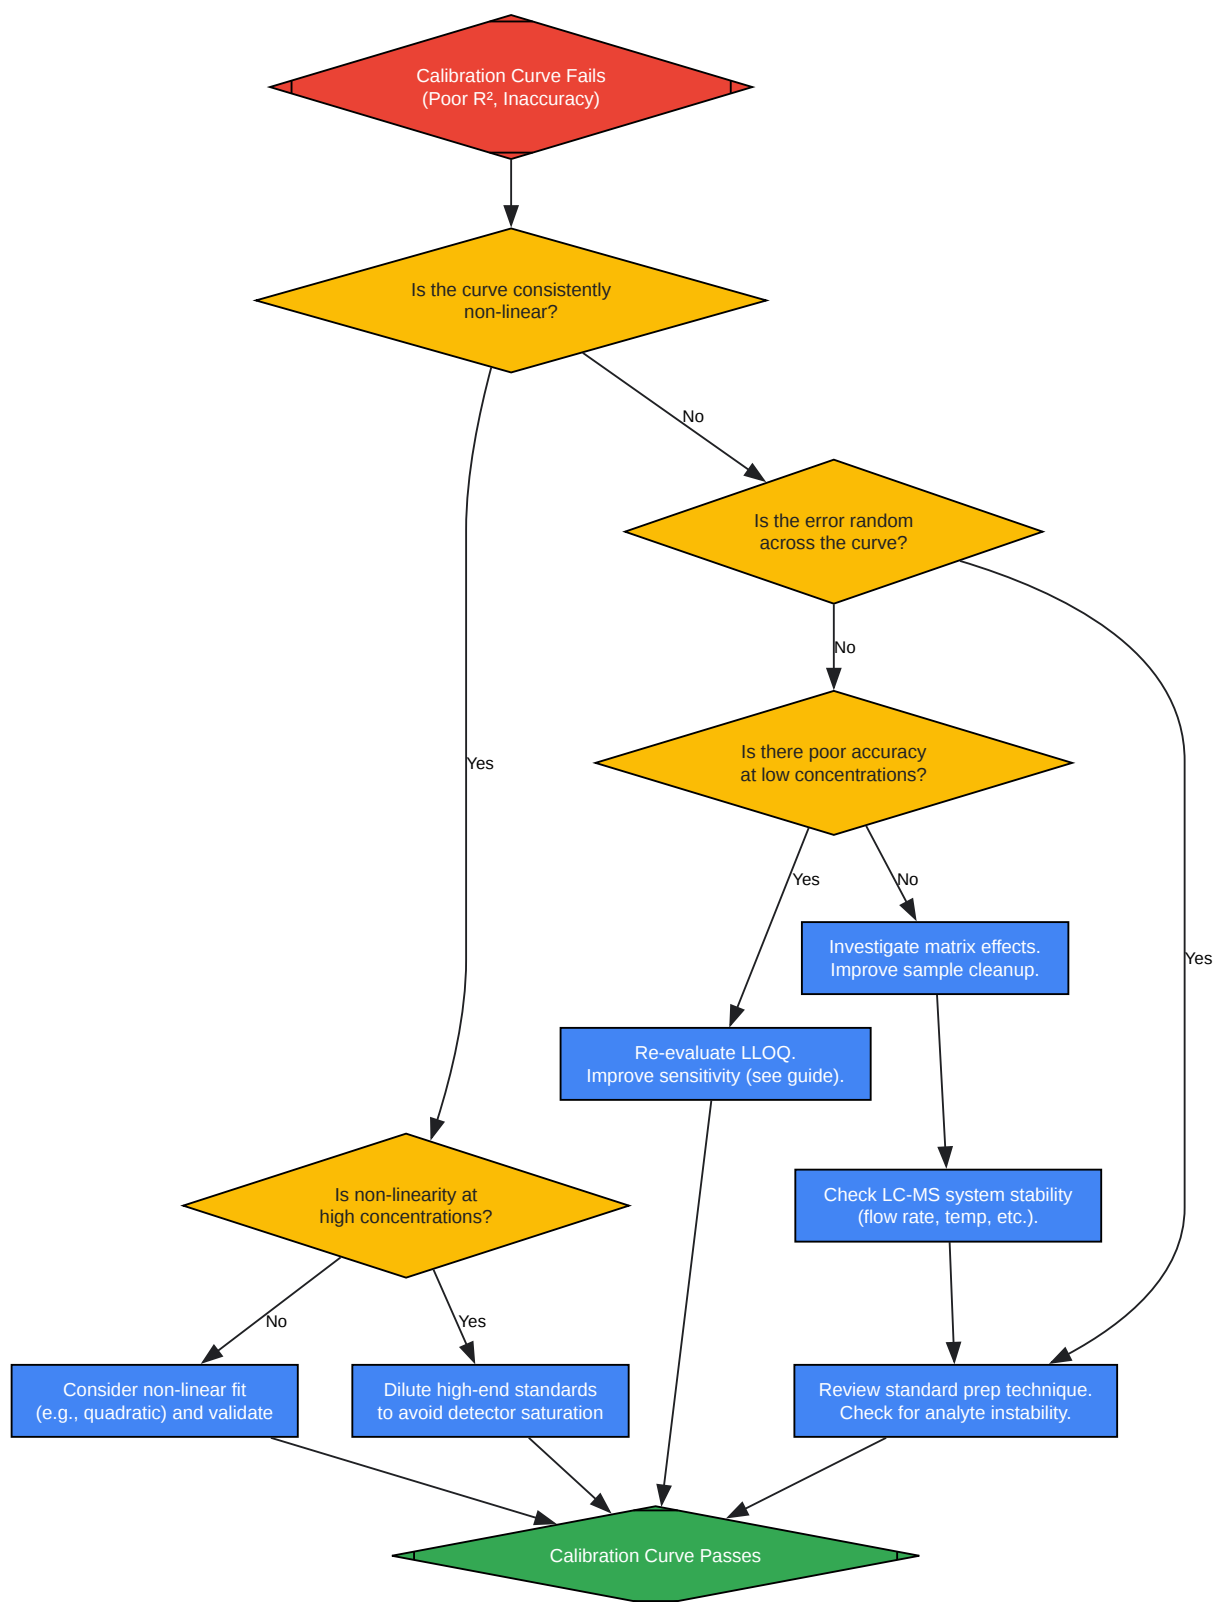 Calibration Curve Fails
(Poor R², Inaccuracy)
Is the curve consistently
non-linear?
No
Is the error random
across the curve?
No
Yes
Is there poor accuracy
at low concentrations?
Yes
No
Investigate matrix effects.
Improve sample cleanup.
Yes
Re-evaluate LLOQ.
Improve sensitivity (see guide).
Is non-linearity at
high concentrations?
Check LC-MS system stability
(flow rate, temp, etc.).
No
Yes
Consider non-linear fit
(e.g., quadratic) and validate
Dilute high-end standards
to avoid detector saturation
Review standard prep technique.
Check for analyte instability.
Calibration Curve Passes